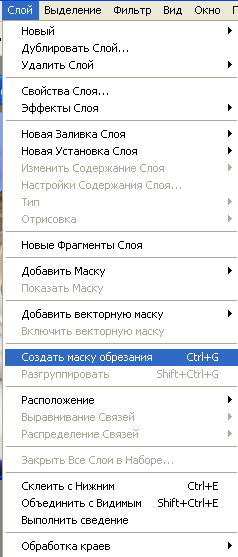 Слой Выделение Фильтр Вид Окно
Новый
Дублировать Слой...
Удалить Слой
Свойства Слоя...
Эффекты Слоя
Новая Заливка Слоя
Новая Установка Слоя
Изменить Содержание Слоя
Настройки Содержания Слоя...
Тип
Отрисовка
Новые Фрагменты Слоя
Добавить Маску
Показать Маску
Добавить векторную маску
Включить векторную маску
Создать маску обрезания Ctrl+G
Разгруппировать Shift+Ctrl+G
Расположение
Выравнивание Связей
Распределение Связей
Закрыть Все Слои в Наборе...
Склеить с Нижним Ctrl+E
Объединить с Видимым Shift+Ctrl+E
Выполнить сведение
Обработка краев